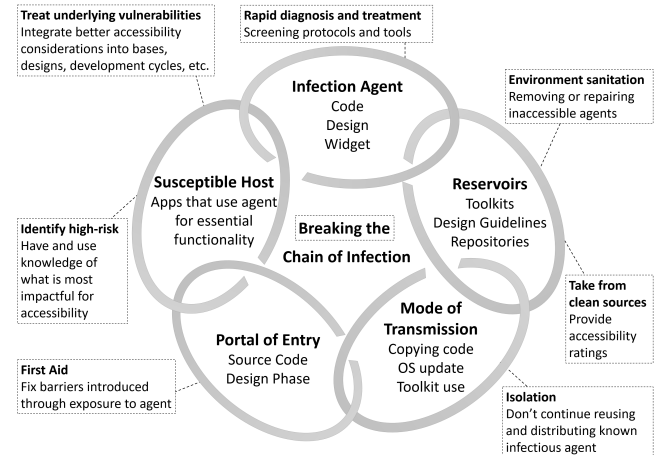 Treat underlying vulnerabilities
Integrate better accessibility
considerations into bases,
designs, development cycles, etc.
Rapid diagnosis and treatment
Screening protocols and tools
Infection Agent
Code
Design
Widget
Environment sanitation
Removing or repairing
inaccessible agents
Susceptible Host
Apps that use agent
for essential
functionality
Reservoirs
Toolkits
Design Guidelines
Repositories
Breaking the
Chain of Infection
Identify high-risk
Have and use
knowledge of
what is most
impactful for
accessibility
Take from
clean sources
Provide
accessibility
ratings
Portal of Entry
Source Code
Design Phase
Mode of
Transmission
Copying code
OS update
Toolkit use
First Aid
Fix barriers introduced
through exposure to agent
Isolation
Don’t continue reusing
and distributing known
infectious agent